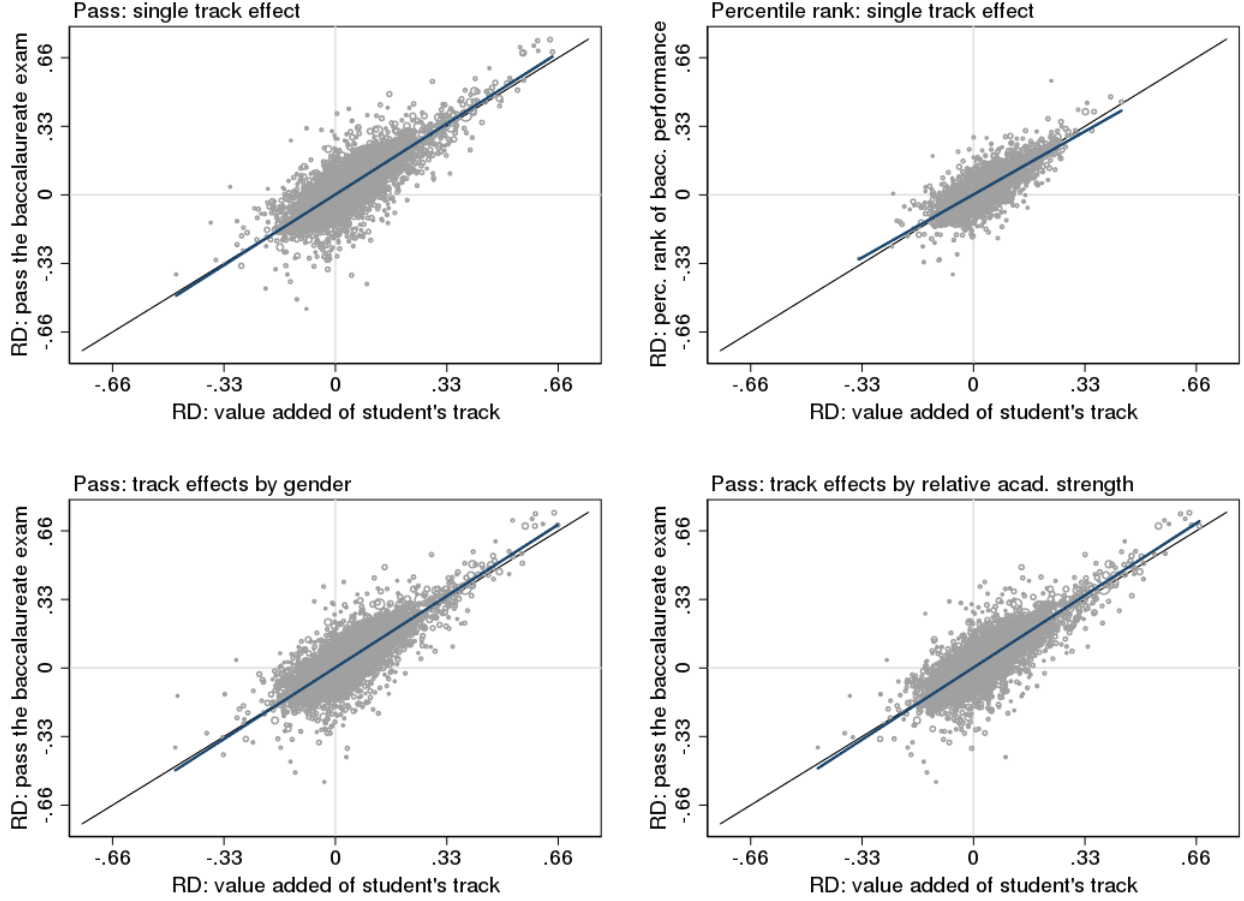 Pass: single track effect
RD: pass the baccalaureate exam
.66
.33
0
-.33
-.66
-.66 -.33 0 .33 .66
RD: value added of student's track
Percentile rank: single track effect
RD: perc. rank of bacc. performance
.66
.33
0
-.33
-.66
-.66 -.33 0 .33 .66
RD: value added of student's track
Pass: track effects by gender
RD: pass the baccalaureate exam
.66
.33
0
-.33
-.66
-.66 -.33 0 .33 .66
RD: value added of student's track
Pass: track effects by relative acad. strength
RD: pass the baccalaureate exam
.66
.33
0
-.33
-.66
-.66 -.33 0 .33 .66
RD: value added of student's track